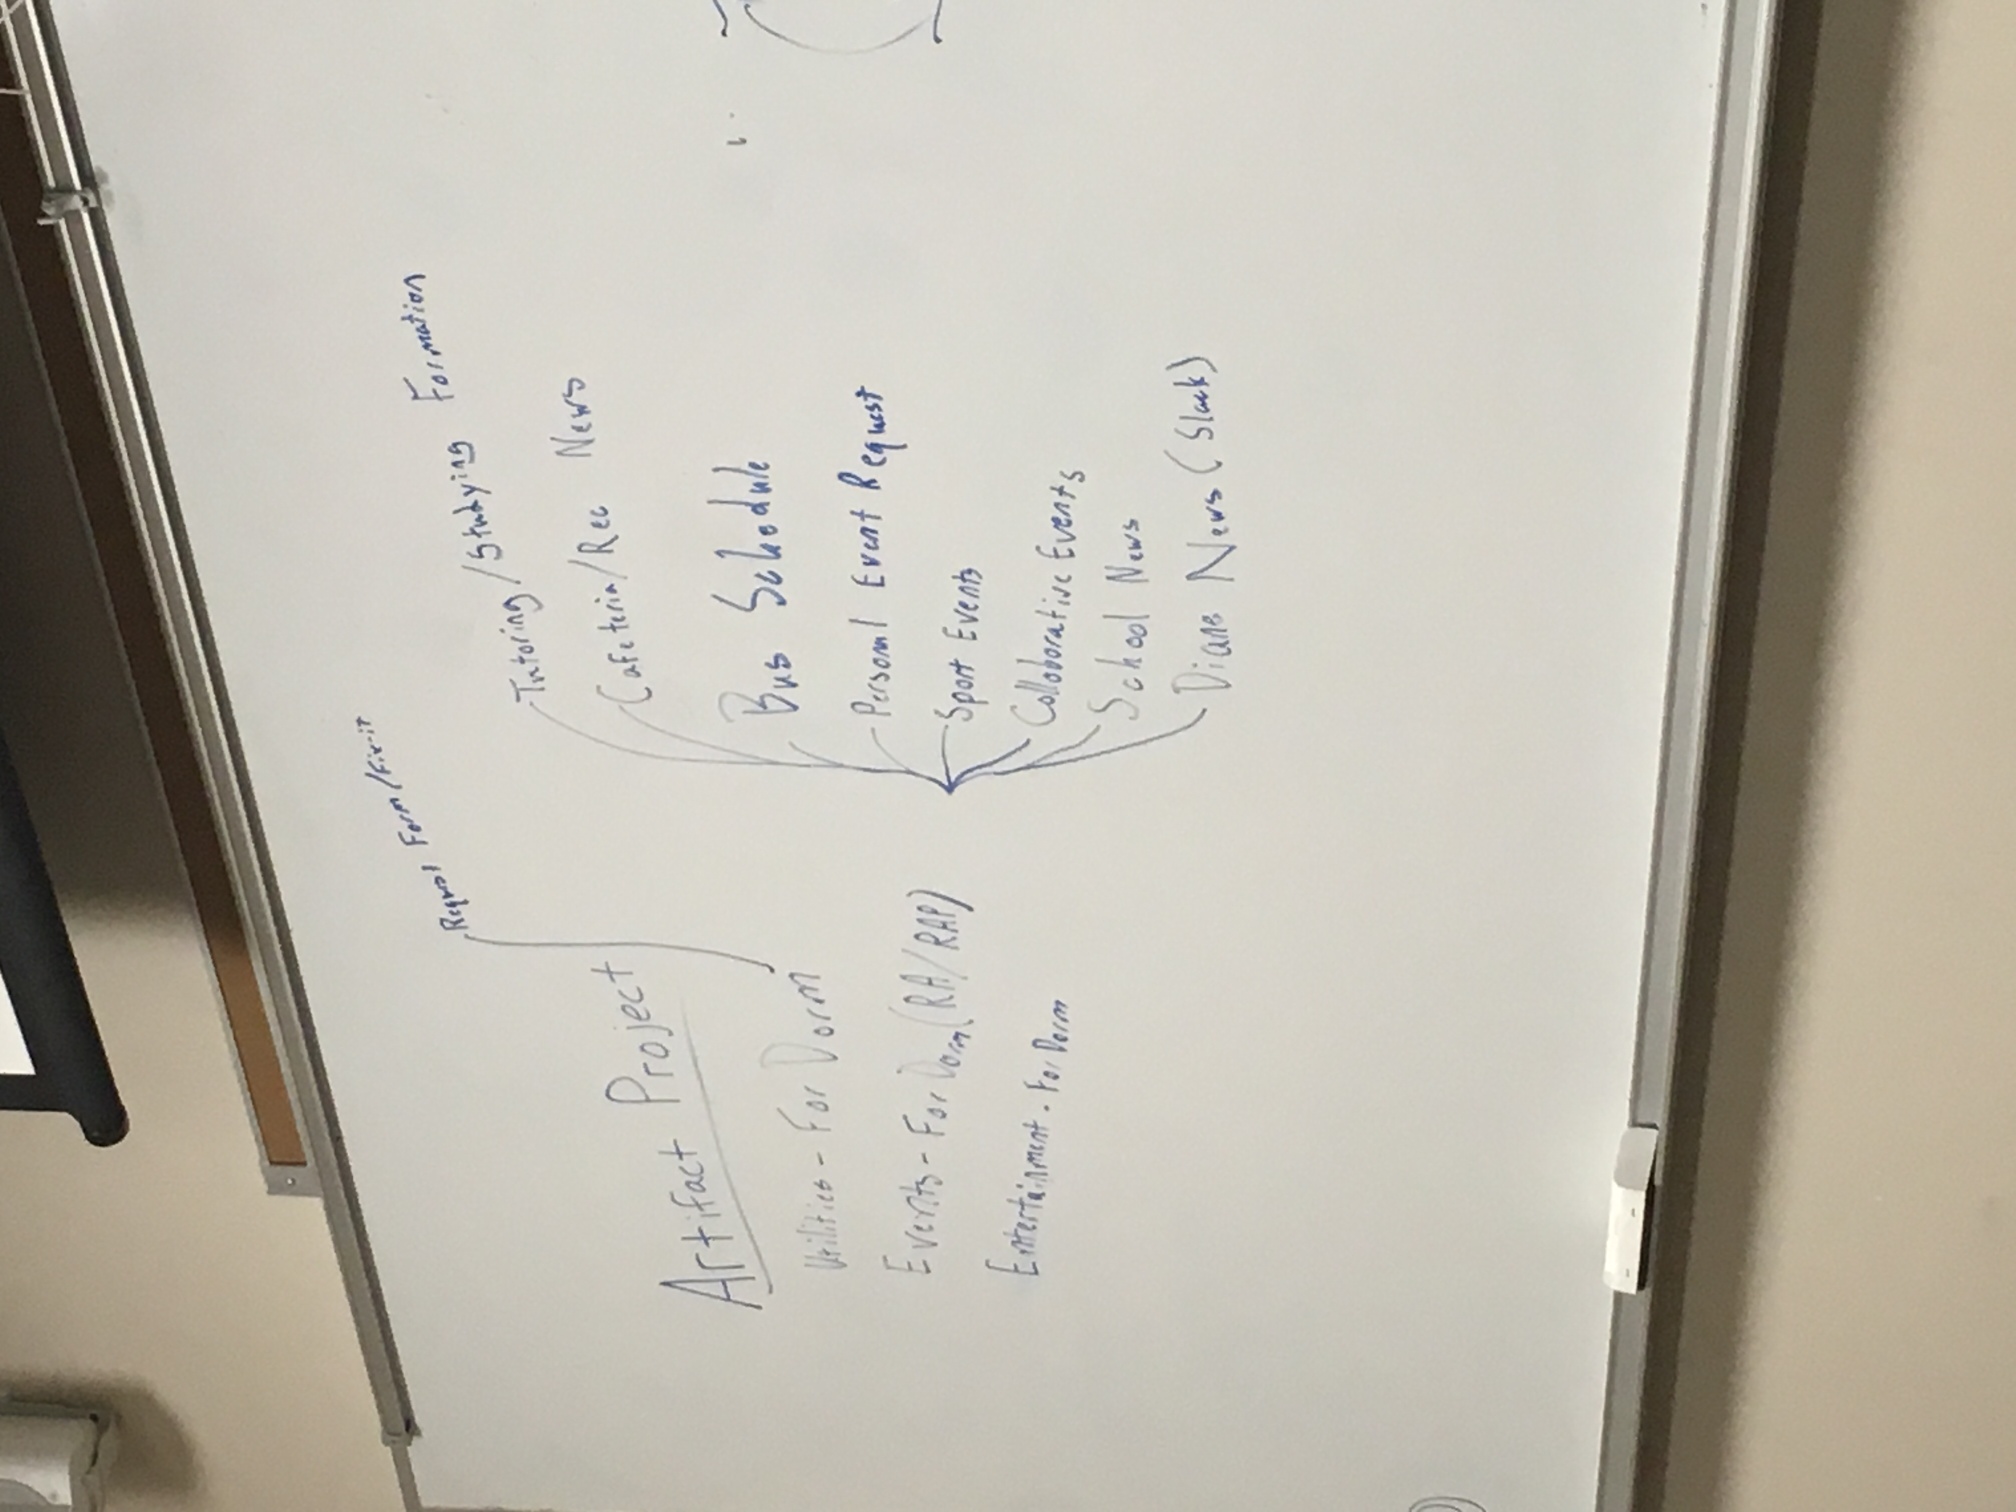 Request Form/Fix-it
Artifact Project
Utilities - For Dorm
Events - For Dorm (RA/RAP)
Entertainment - For Dorm
Tutoring/Studying Formation
Cafeteria/Rec News
Bus Schedule
Personal Event Request
Sport Events
Colloborative Events
School News
Diane News (Slack)